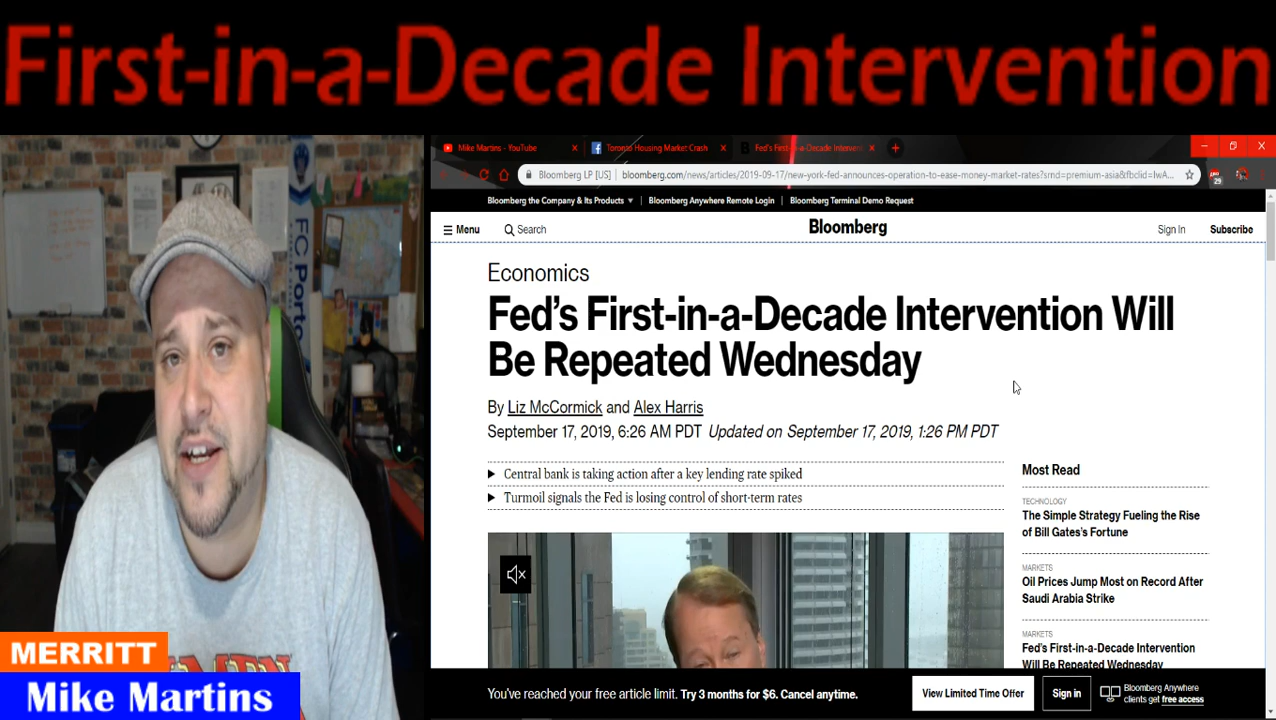 First-in-a-Decade Intervention
Mike Martins - YouTube
Toronto Housing Market Crash
Fed's First-in-a-Decade Interventi
Bloomberg LP [US]
bloomberg.com/news/articles/2019-09-17/new-york-fed-announces-operation-to-ease-money-market-rates?srnd=premium-asia&fbclid=IwA...
29
Bloomberg the Company & Its Products
Bloomberg Anywhere Remote Login
Bloomberg Terminal Demo Request
Menu
Search
Bloomberg
Sign In
Subscribe
Economics
Fed's First-in-a-Decade Intervention Will
Be Repeated Wednesday
By Liz McCormick and Alex Harris
September 17, 2019, 6:26 AM PDT Updated on September 17, 2019, 1:26 PM PDT
Central bank is taking action after a key lending rate spiked
Turmoil signals the Fed is losing control of short-term rates
Most Read
TECHNOLOGY
The Simple Strategy Fueling the Rise
of Bill Gates's Fortune
MARKETS
Oil Prices Jump Most on Record After
Saudi Arabia Strike
MARKETS
Fed's First-in-a-Decade Intervention
Will Be Repeated Wednesday
You've reached your free article limit. Try 3 months for $6. Cancel anytime.
View Limited Time Offer
Sign in
Bloomberg Anywhere
clients get free access
FC Porto
MERRITT
Mike Martins